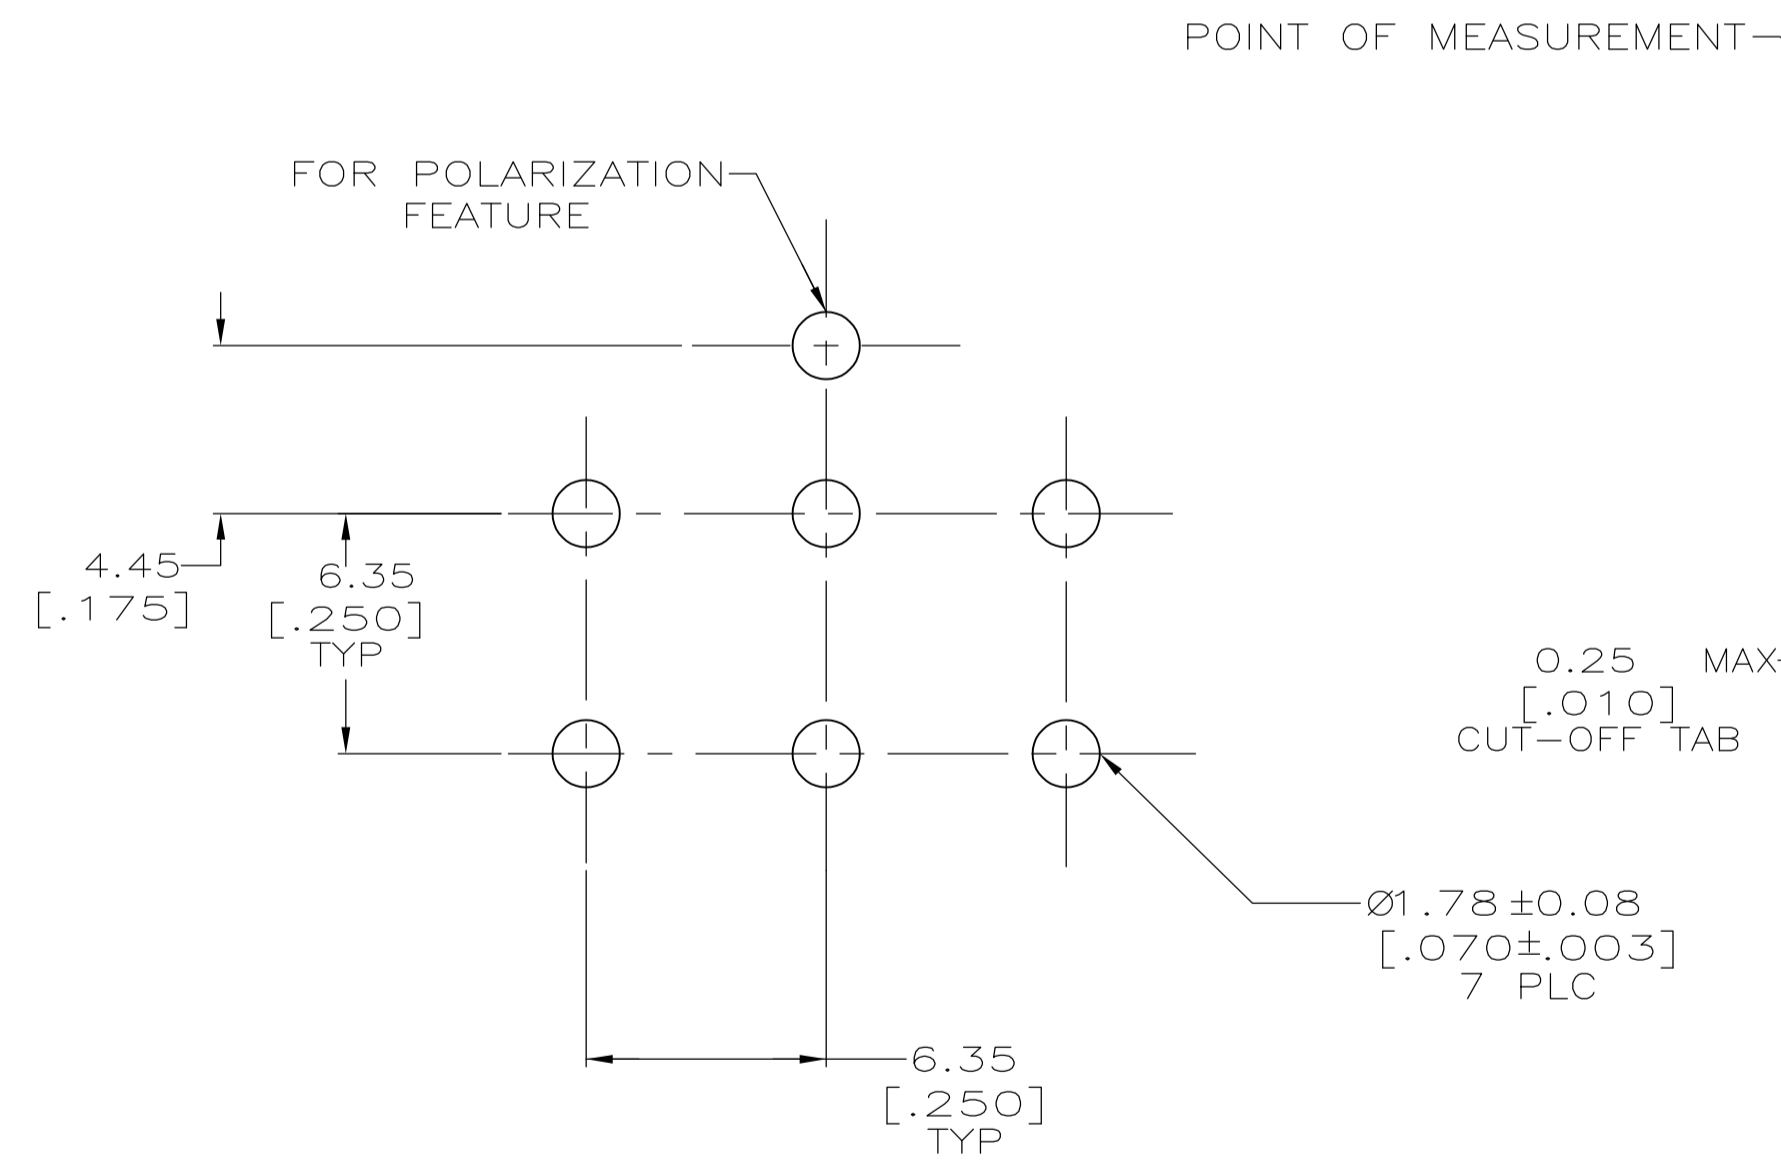 POINT OF MEASUREMENT
FOR POLARIZATION
FEATURE
4.45
[.175]
6.35
[.250]
TYP
0.25 MAX
[.010]
CUT-OFF TAB
Ø1.78±0.08
[.070±.003]
7 PLC
6.35
[.250]
TYP